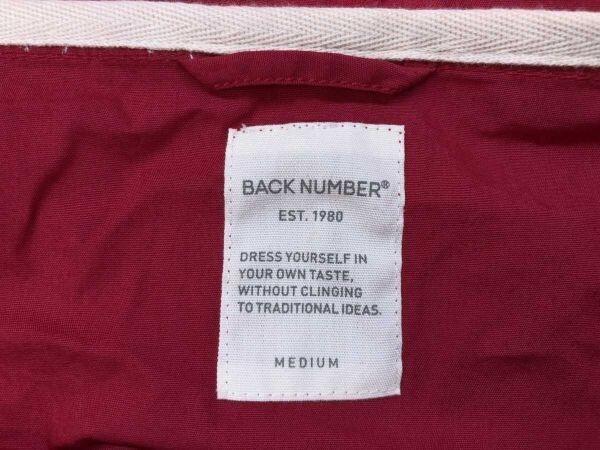 BACK NUMBER®
EST. 1980
DRESS YOURSELF IN
YOUR OWN TASTE,
WITHOUT CLINGING
TO TRADITIONAL IDEAS.
MEDIUM